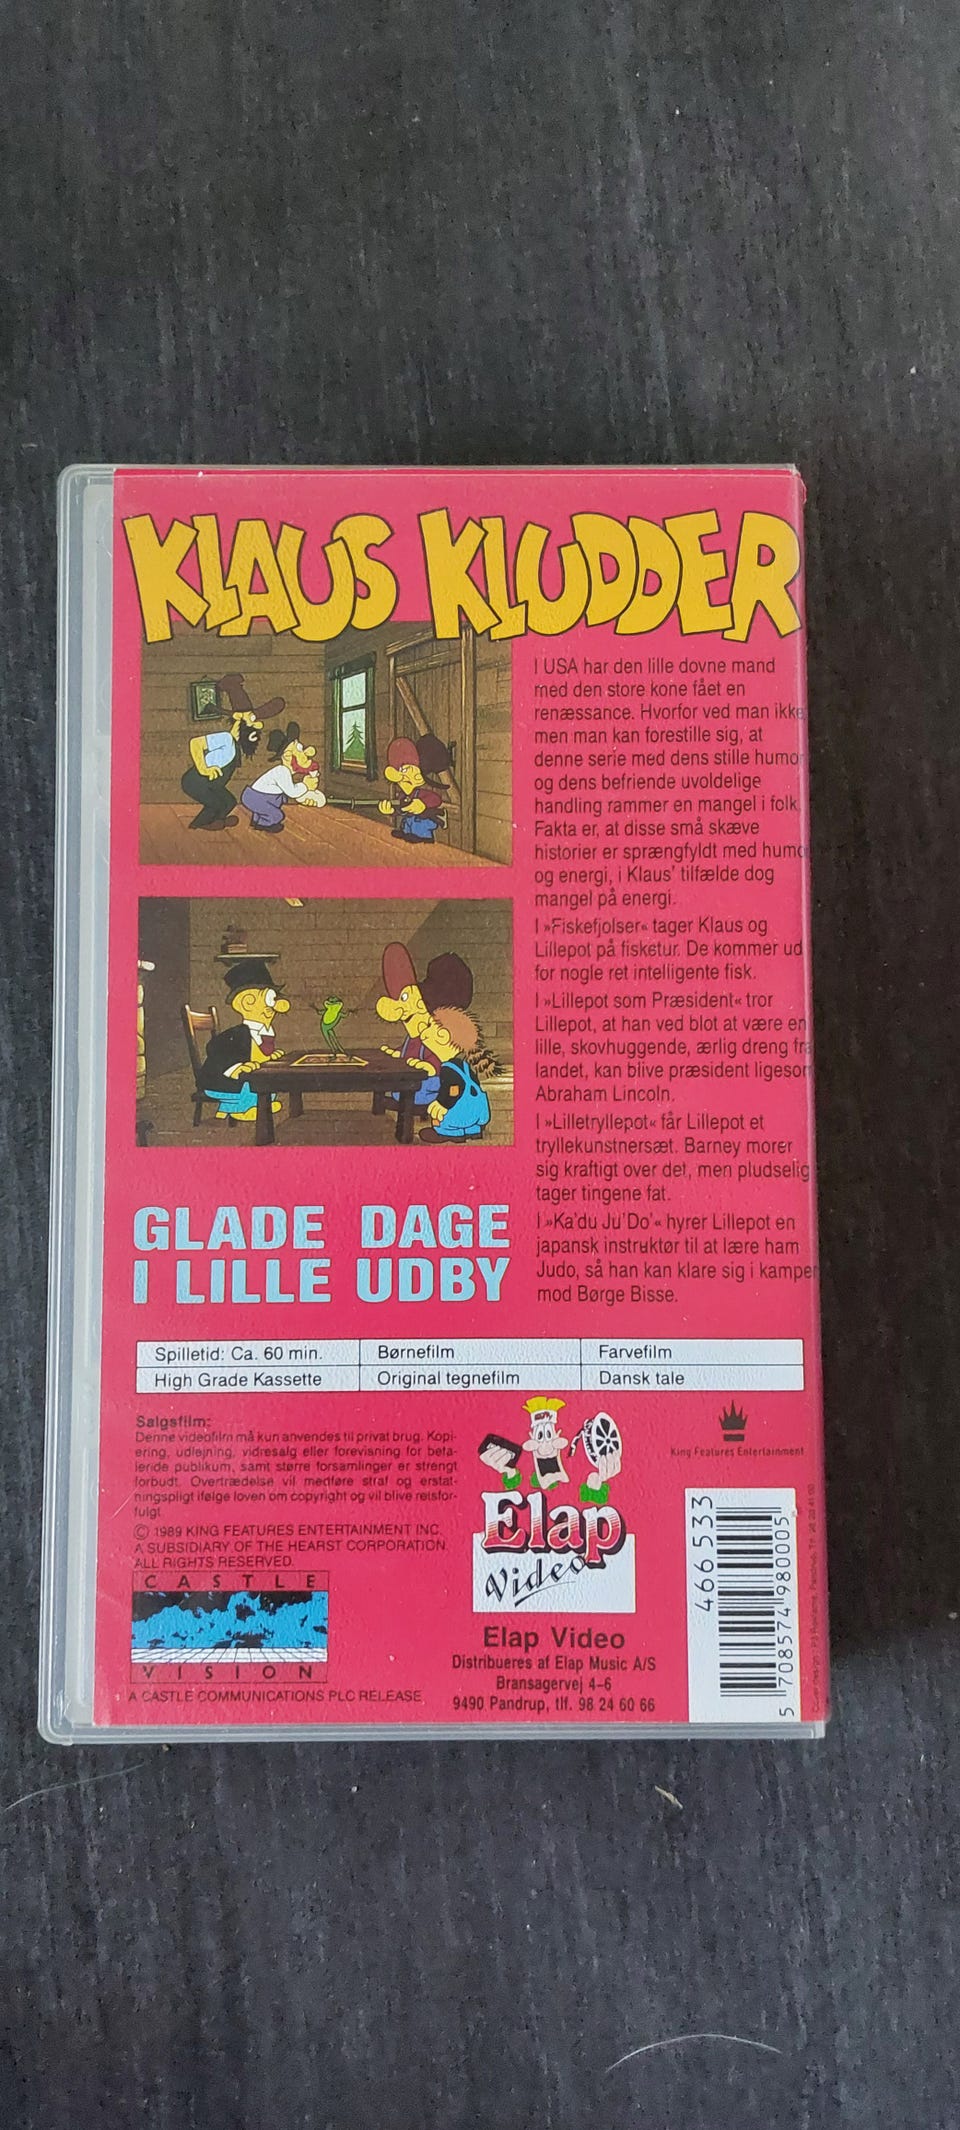 KLAUS KLUDDER
I USA har den lille dovne mand
med den store kone fået en
renæssance. Hvorfor ved man ikke
men man kan forestille sig, at
denne serie med dens stille humor
og dens befriende uvoldelige
handling rammer en mangel i folk.
Fakta er, at disse små skæve
historier er sprængfyldt med humor
og energi, i Klaus' tilfælde dog
mangel på energi.
I »Fiskefjolser« tager Klaus og
Lillepot på fisketur. De kommer ud
for nogle ret intelligente fisk.
I »Lillepot som Præsident« tror
Lillepot, at han ved blot at være en
lille, skovhuggende, ærlig dreng fra
landet, kan blive præsident ligesom
Abraham Lincoln.
I »Lilletryllepot« får Lillepot et
tryllekunstnersæt. Barney morer
sig kraftigt over det, men pludselig
tager tingene fat.
I »Ka'du Ju'Do'« hyrer Lillepot en
japansk instruktør til at lære ham
Judo, så han kan klare sig i kampen
mod Børge Bisse.
GLADE DAGE
I LILLE UDBY
Spilletid: Ca. 60 min. Børnefilm Farvefilm
High Grade Kassette Original tegnefilm Dansk tale
Salgsfilm:
Denne videofilm må kun anvendes til privat brug. Kopi-
ering, udlejning, vidresalg eller forevisning for beta-
lende publikum, samt større forsamlinger er strengt
forbudt. Overtrædelse vil medføre straf og erstat-
ningspligt ifølge loven om copyright og vil blive retsfor-
fulgt.
© 1989 KING FEATURES ENTERTAINMENT INC.
A SUBSIDIARY OF THE HEARST CORPORATION.
ALL RIGHTS RESERVED.
CASTLE
VISION
A CASTLE COMMUNICATIONS PLC RELEASE
Elap
Video
Elap Video
Distribueres af Elap Music A/S
Bransagervej 4-6
9490 Pandrup, tlf. 98 24 60 66
King Features Entertainment
466 533
5 708574 980005